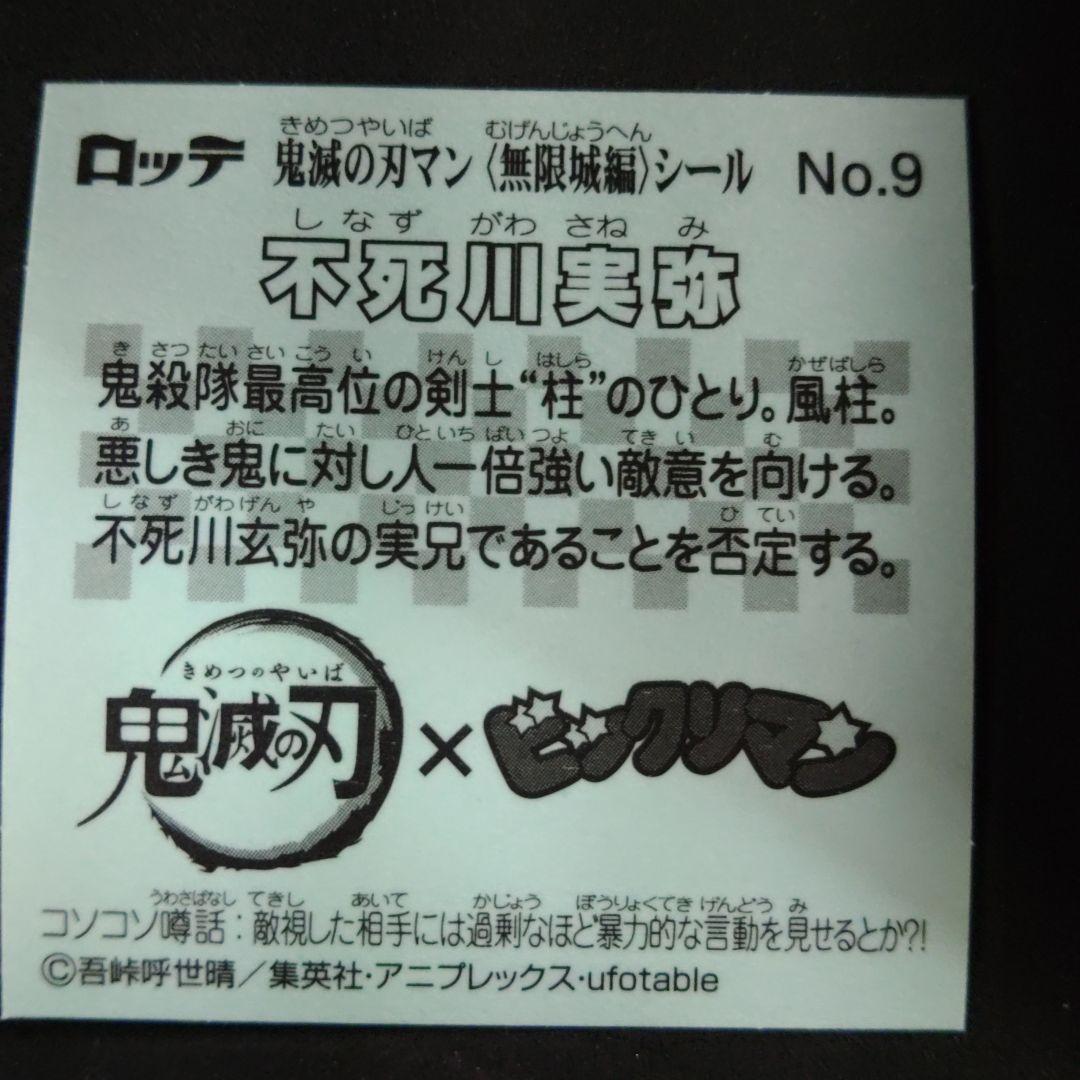 きめつやいば むげんじょうへん
ロッテ 鬼滅の刃マン〈無限城編〉シール No.9
しなずがわさねみ
不死川実弥
きさつたいさいこうい けんし はしら かぜばしら
鬼殺隊最高位の剣士“柱”のひとり。風柱。
あ おに たい ひといちばいつよ てきい む
悪しき鬼に対し人一倍強い敵意を向ける。
しなずがわげんや じっけい ひてい
不死川玄弥の実兄であることを否定する。
きめつのやいば
鬼滅の刃 × ビックリマン
うわさばなし てきし あいて かじょう ぼうりょくてき げんどう み
コソコソ噂話：敵視した相手には過剰なほど暴力的な言動を見せるとか?!
©吾峠呼世晴／集英社・アニプレックス・ufotable